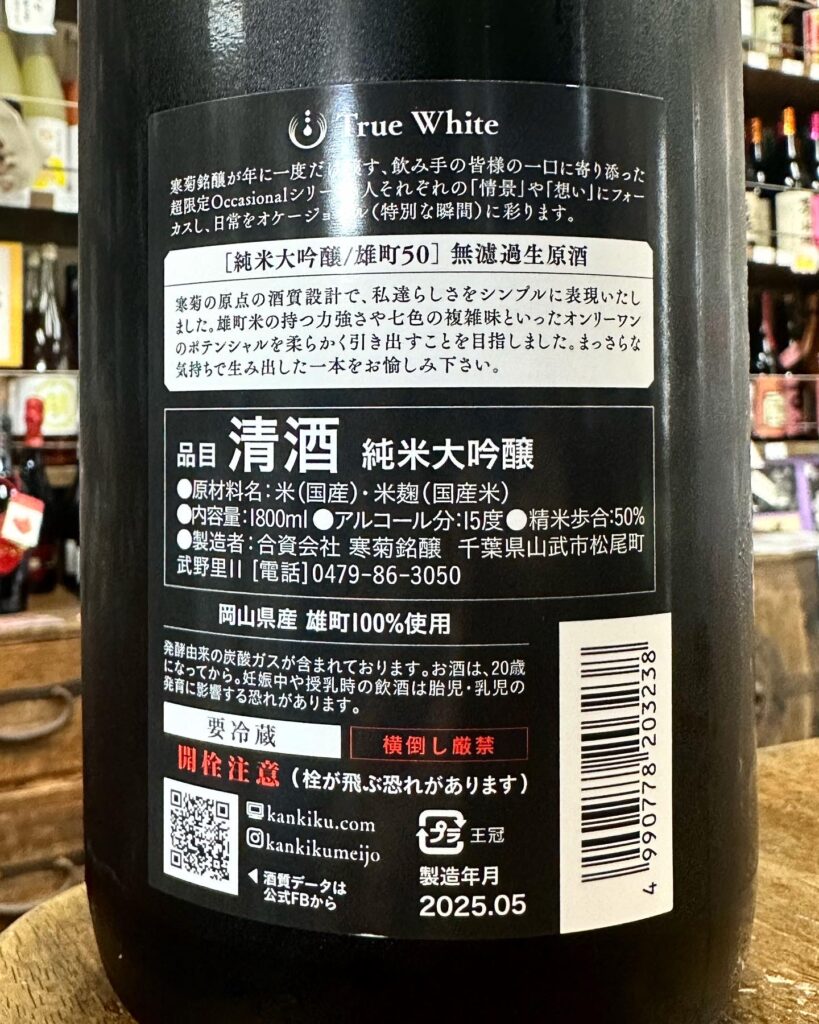 True White
寒菊銘醸が年に一度だけ醸す、飲み手の皆様の一口に寄り添った
超限定Occasionalシリーズ 人それぞれの「情景」や「想い」にフォー
カスし、日常をオケージョナル(特別な瞬間)に彩ります。
[純米大吟醸/雄町50] 無濾過生原酒
寒菊の原点の酒質設計で、私達らしさをシンプルに表現いたし
ました。雄町米の持つ力強さや七色の複雑味といったオンリーワン
のポテンシャルを柔らかく引き出すことを目指しました。まっさらな
気持ちで生み出した一本をお愉しみ下さい。
品目 清酒 純米大吟醸
●原材料名:米(国産)・米麹(国産米)
●内容量:1800ml ●アルコール分:15度 ●精米歩合:50%
●製造者:合資会社 寒菊銘醸 千葉県山武市松尾町
武野里11 [電話]0479-86-3050
岡山県産 雄町100%使用
発酵由来の炭酸ガスが含まれております。お酒は、20歳
になってから。妊娠中や授乳時の飲酒は胎児・乳児の
発育に影響する恐れがあります。
要冷蔵 横倒し厳禁
開栓注意(栓が飛ぶ恐れがあります)
kankiku.com
kankikumeijo
◀酒質データは
公式FBから
プラ 王冠
製造年月
2025.05
4 990778 203238